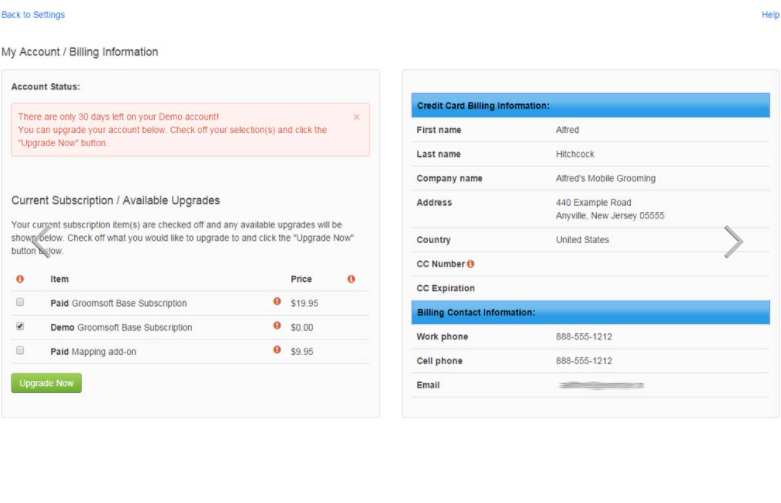 Back to Settings
Help
My Account / Billing Information
Account Status:
There are only 30 days left on your Demo account!
You can upgrade your account below. Check off your selection(s) and click the
"Upgrade Now" button.
×
Current Subscription / Available Upgrades
Your current subscription item(s) are checked off and any available upgrades will be
shown below. Check off what you would like to upgrade to and click the "Upgrade Now"
button below.
Item Price
Paid Groomsoft Base Subscription $19.95
Demo Groomsoft Base Subscription $0.00
Paid Mapping add-on $9.95
Upgrade Now
Credit Card Billing Information:
First name Alfred
Last name Hitchcock
Company name Alfred's Mobile Grooming
Address 440 Example Road
Anyville, New Jersey 05555
Country United States
CC Number
CC Expiration
Billing Contact Information:
Work phone 888-555-1212
Cell phone 888-555-1212
Email